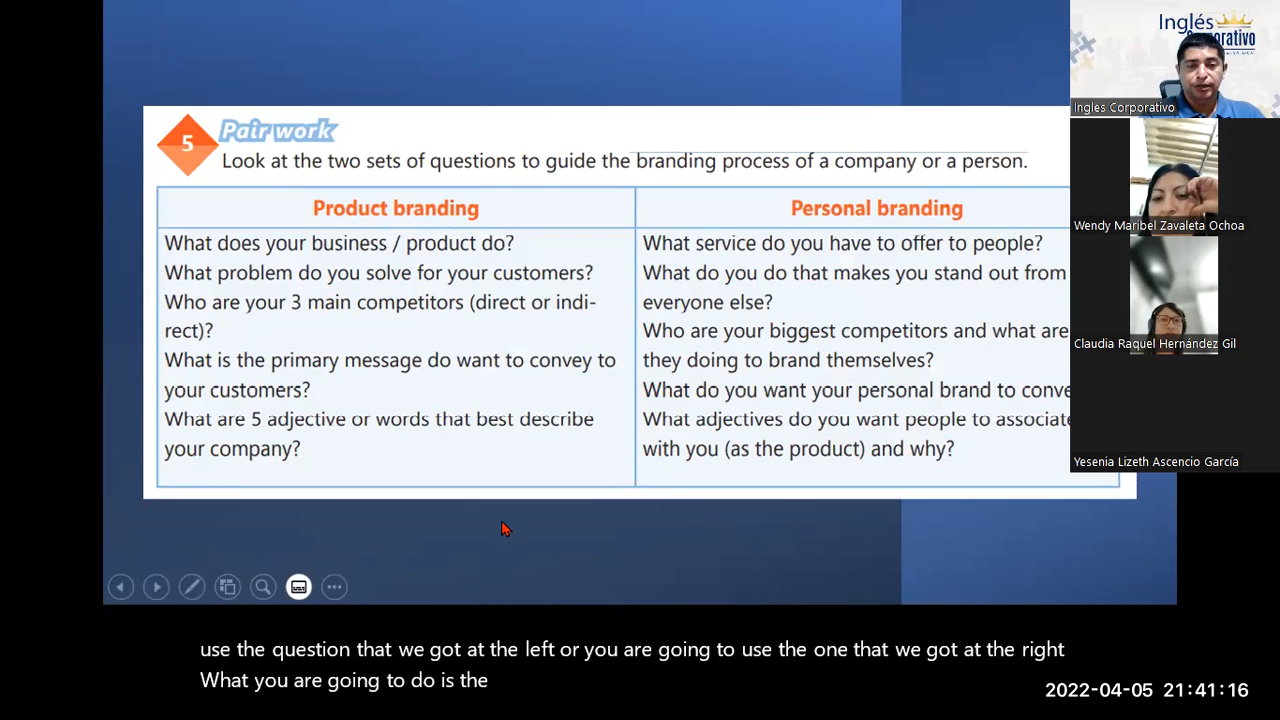 Inglés
Corporativo
Ingles Corporativo
5
Pair work
Look at the two sets of questions to guide the branding process of a company or a person.
Product branding
What does your business / product do?
What problem do you solve for your customers?
Who are your 3 main competitors (direct or indi-
rect)?
What is the primary message do want to convey to
your customers?
What are 5 adjective or words that best describe
your company?
Personal branding
What service do you have to offer to people?
What do you do that makes you stand out from
everyone else?
Who are your biggest competitors and what are
they doing to brand themselves?
What do you want your personal brand to conve
What adjectives do you want people to associate
with you (as the product) and why?
Wendy Maribel Zavaleta Ochoa
Claudia Raquel Hernández Gil
Yesenia Lizeth Ascencio García
use the question that we got at the left or you are going to use the one that we got at the right
What you are going to do is the
2022-04-05 21:41:16